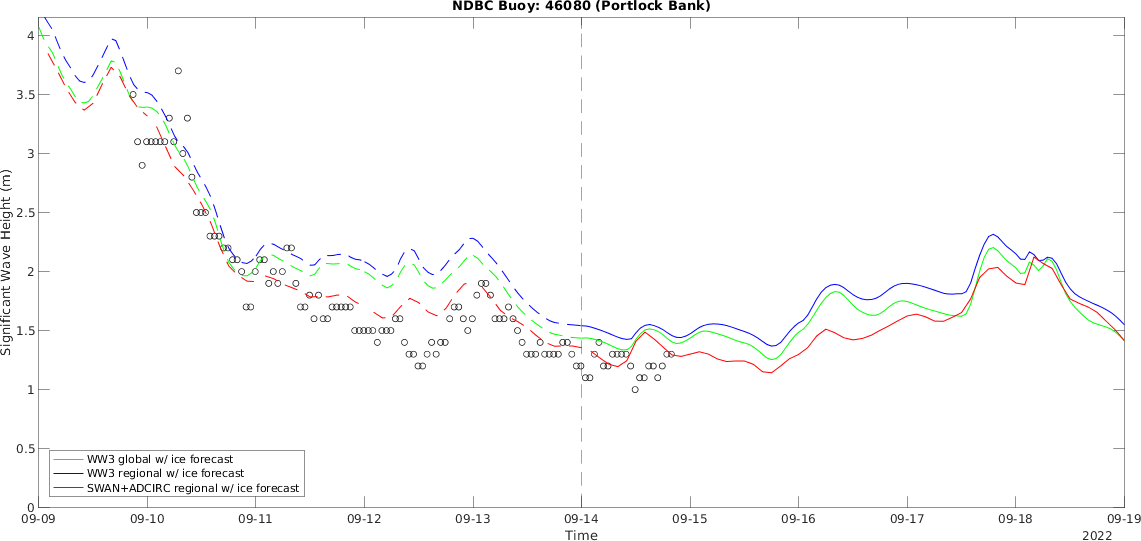 NDBC Buoy: 46080 (Portlock Bank)
Significant Wave Height (m)
4
3.5
3
2.5
2
1.5
1
0.5
0
WW3 global w/ ice forecast
WW3 regional w/ ice forecast
SWAN+ADCIRC regional w/ ice forecast
09-09 09-10 09-11 09-12 09-13 09-14 09-15 09-16 09-17 09-18 09-19
Time
2022